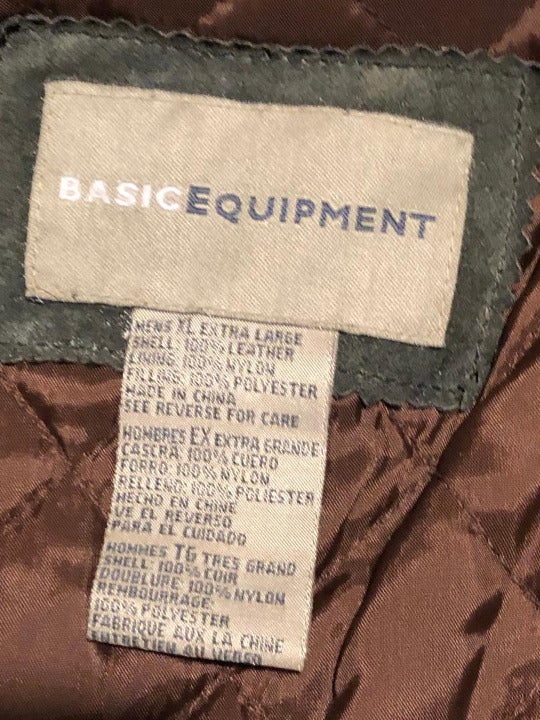 BASICEQUIPMENT
MENS XL EXTRA LARGE
SHELL: 100% LEATHER
LINING: 100% NYLON
FILLING: 100% POLYESTER
MADE IN CHINA
SEE REVERSE FOR CARE
HOMBRES EX EXTRA GRANDE
CASCRA: 100% CUERO
FORRO: 100% NYLON
RELLENO: 100% POLIESTER
HECHO EN CHINE
VE EL REVERSO
PARA EL CUIDADO
HOMMES TG TRES GRAND
SHELL: 100% CUIR
DOUBLURE: 100% NYLON
REMBOURRAGE:
100% POLYESTER
FABRIQUE AUX LA CHINE
ENTRETIEN AU VERSO